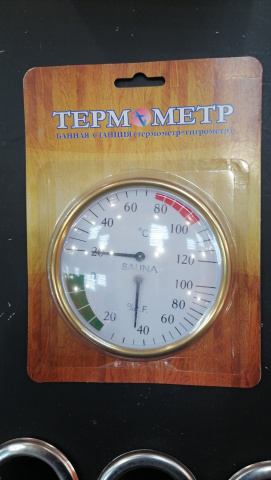 ТЕРМОМЕТР
БАННАЯ СТАНЦИЯ (термометр-гигрометр)
60 80
40 °C 100
20 120
SAUNA
0 100
% r.F. 80
20 40 60